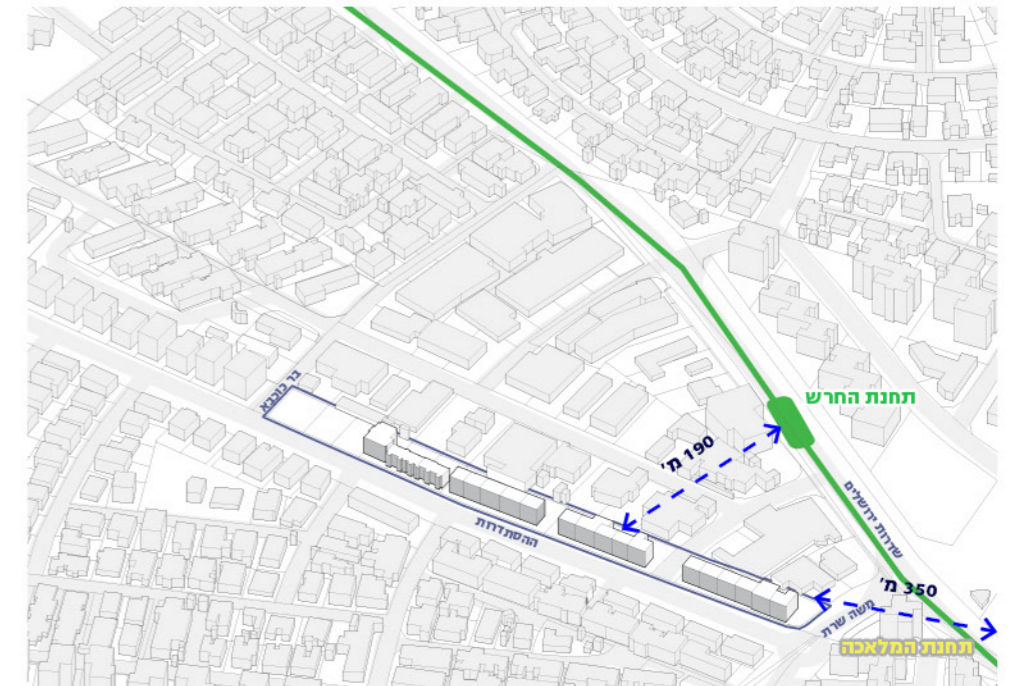 תחנת החרש
בר כוכבא
190 מ'
שדרות ירושלים
ההסתדרות
350 מ'
משה שרת
תחנת המלאכה